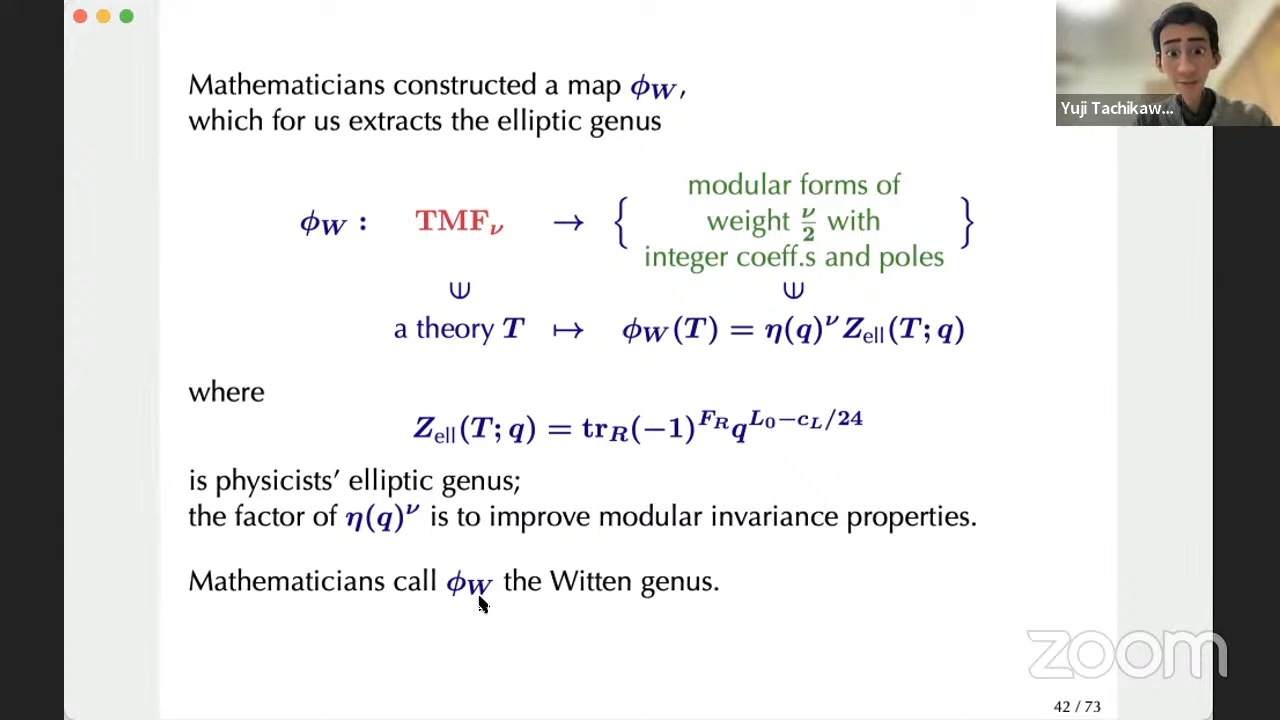 Mathematicians constructed a map ϕ_W,
which for us extracts the elliptic genus
modular forms of
ϕ_W : TMF_ν → { weight ν/2 with }
integer coeff.s and poles
∈ ∈
a theory T ↦ ϕ_W(T) = η(q)^ν Z_ell(T; q)
where
Z_ell(T; q) = tr_R(−1)^{F_R} q^{L_0−c_L/24}
is physicists’ elliptic genus;
the factor of η(q)^ν is to improve modular invariance properties.
Mathematicians call ϕ_W the Witten genus.
Yuji Tachikaw...
zoom
42 / 73